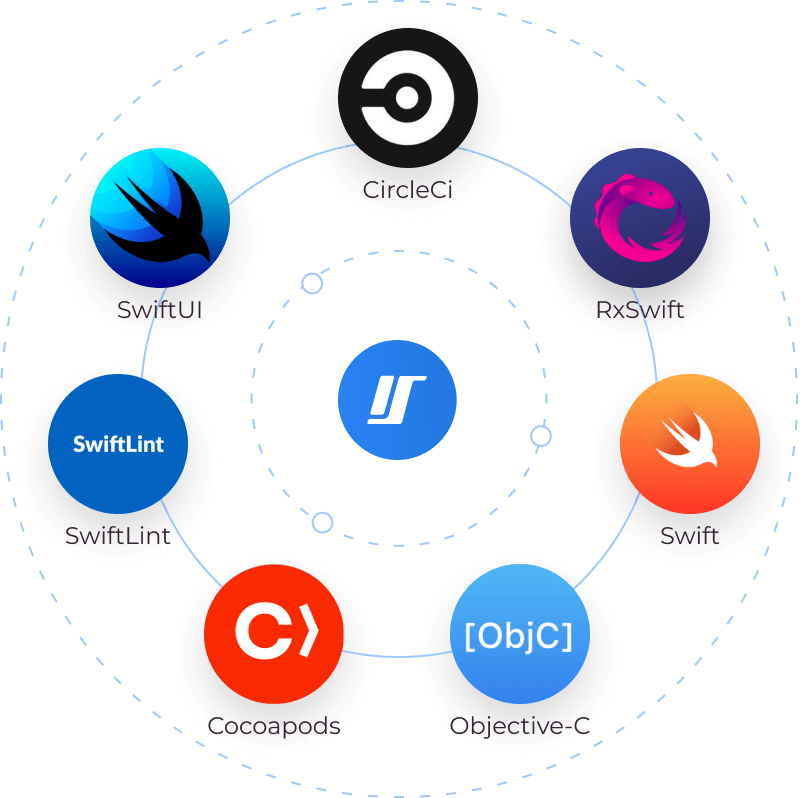 CircleCi
SwiftUI
RxSwift
SwiftLint
SwiftLint
Swift
[ObjC]
Cocoapods
Objective-C